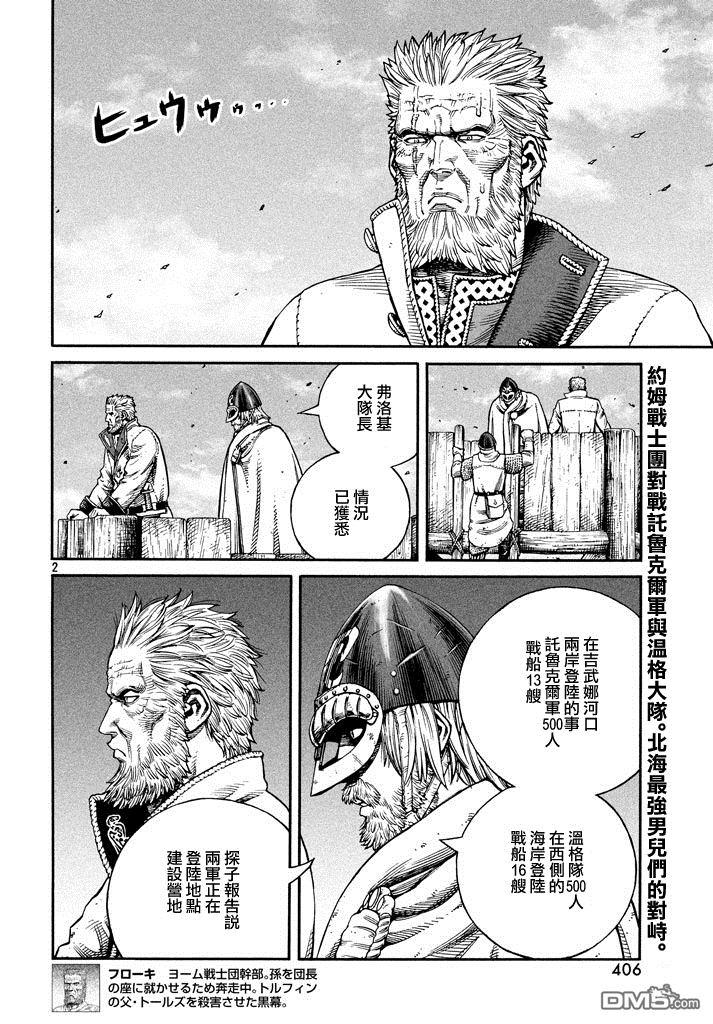 ヒュウゥゥ…
約姆戰士團對戰託魯克爾軍與溫格大隊。北海最強男兒們的對峙。
弗洛基
大隊長
情況
已獲悉
2
在吉武娜河口
兩岸登陸的事
託魯克爾軍500人
戰船13艘
溫格隊500人
在西側的
海岸登陸
戰船16艘
探子報告說
兩軍正在
登陸地點
建設營地
406
フローキ　ヨーム戦士団幹部。孫を団長
の座に就かせるため奔走中。トルフィン
の父・トールズを殺害させた黒幕。
DM5.com